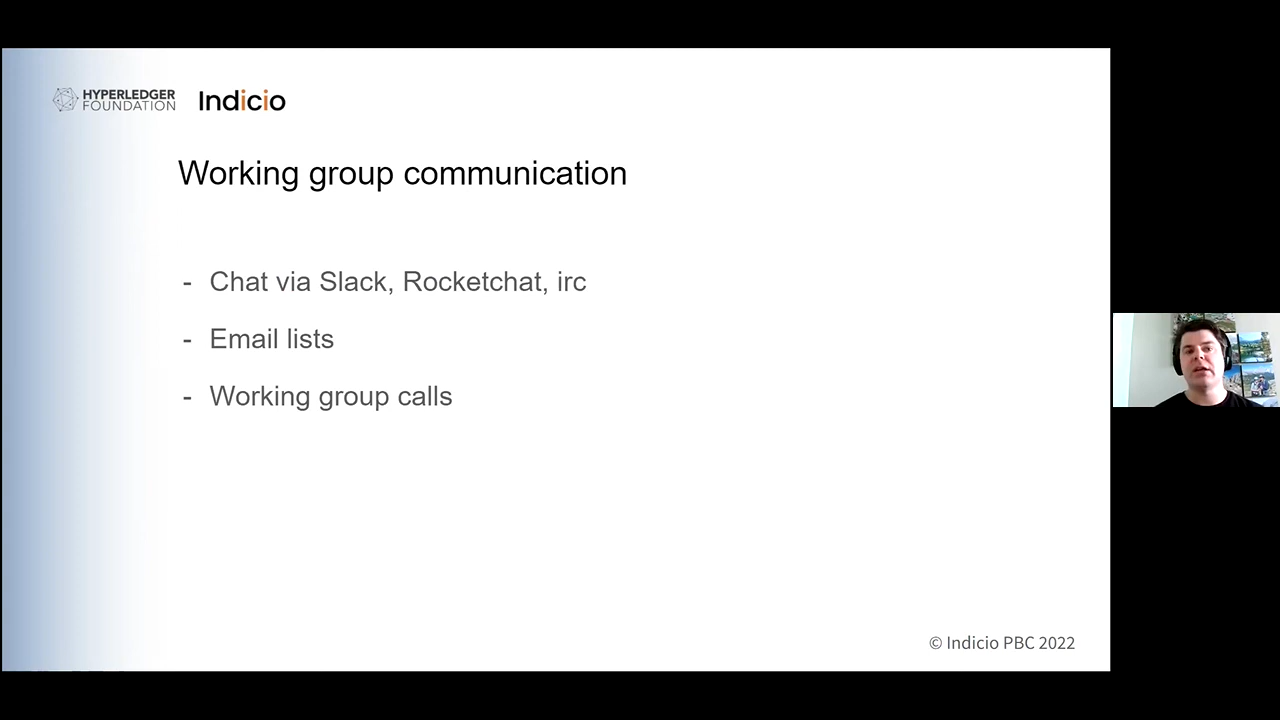 HYPERLEDGER
FOUNDATION
Indicio
Working group communication
- Chat via Slack, Rocketchat, irc
- Email lists
- Working group calls
© Indicio PBC 2022